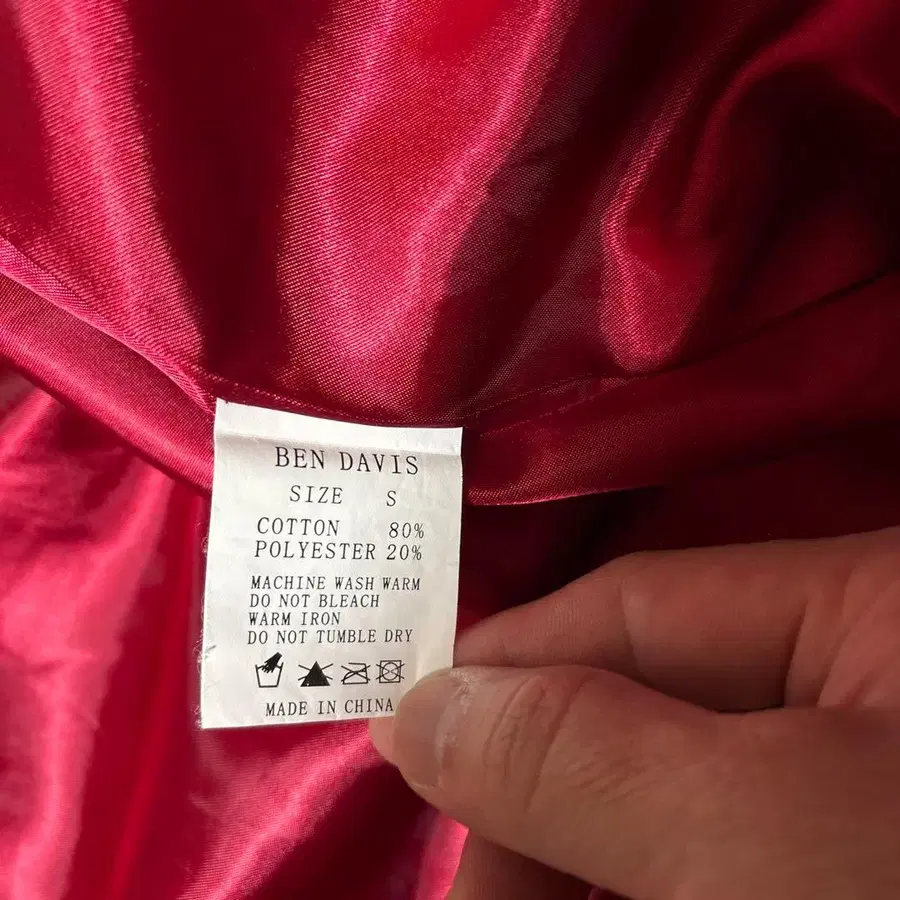 BEN DAVIS
SIZE S
COTTON 80%
POLYESTER 20%
MACHINE WASH WARM
DO NOT BLEACH
WARM IRON
DO NOT TUMBLE DRY
MADE IN CHINA